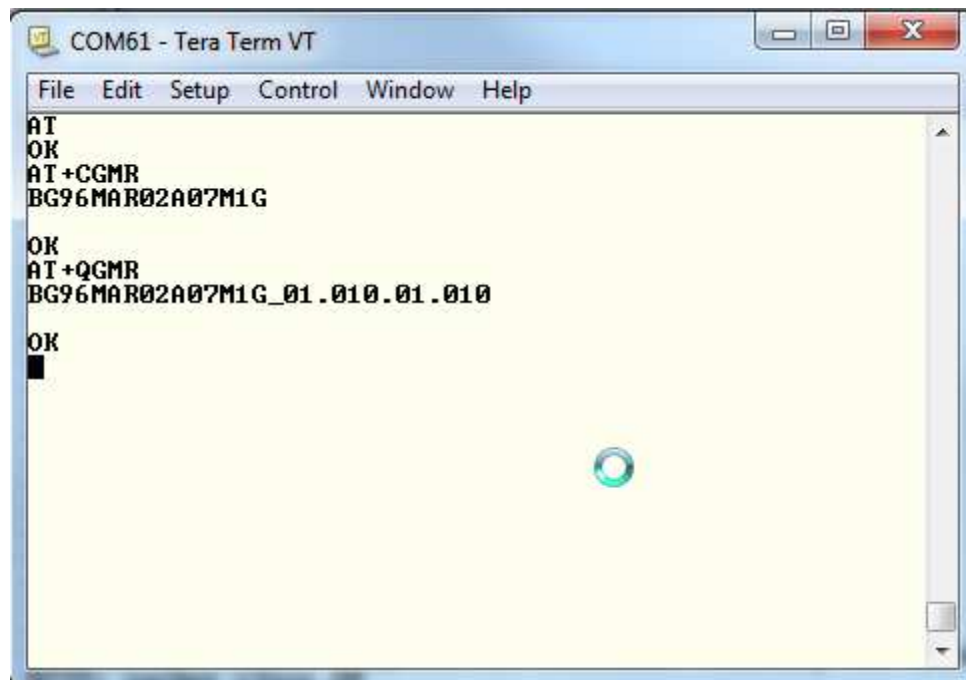 COM61 - Tera Term VT
File Edit Setup Control Window Help
AT
OK
AT+CGMR
BG96MAR02A07M1G
OK
AT+QGMR
BG96MAR02A07M1G_01.010.01.010
OK